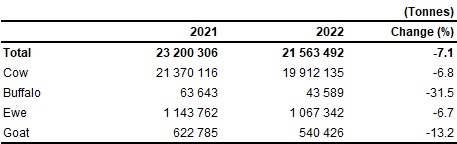 (Tonnes)
2021 2022 Change (%)
Total 23 200 306 21 563 492 -7.1
Cow 21 370 116 19 912 135 -6.8
Buffalo 63 643 43 589 -31.5
Ewe 1 143 762 1 067 342 -6.7
Goat 622 785 540 426 -13.2